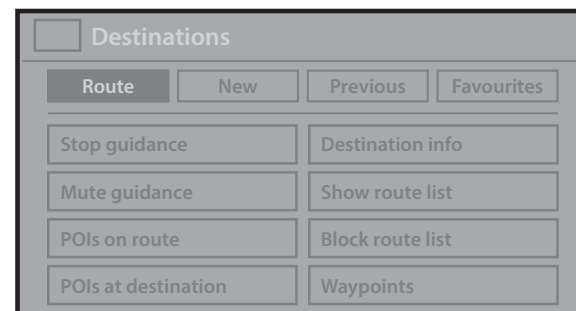 Destinations
Route New Previous Favourites
Stop guidance Destination info
Mute guidance Show route list
POIs on route Block route list
POIs at destination Waypoints